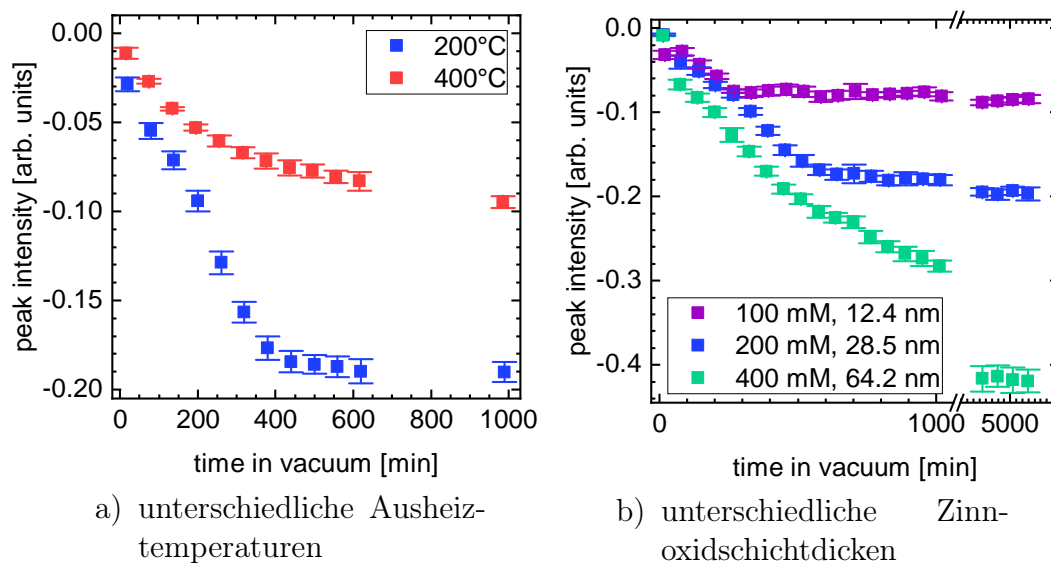 0.00
-0.05
-0.10
-0.15
-0.20
peak intensity [arb. units]
200°C
400°C
0 200 400 600 800 1000
time in vacuum [min]
a) unterschiedliche Ausheiz-
temperaturen
0.0
-0.1
-0.2
-0.3
-0.4
peak intensity [arb. units]
100 mM, 12.4 nm
200 mM, 28.5 nm
400 mM, 64.2 nm
0 1000 5000
time in vacuum [min]
b) unterschiedliche Zinn-
oxidschichtdicken